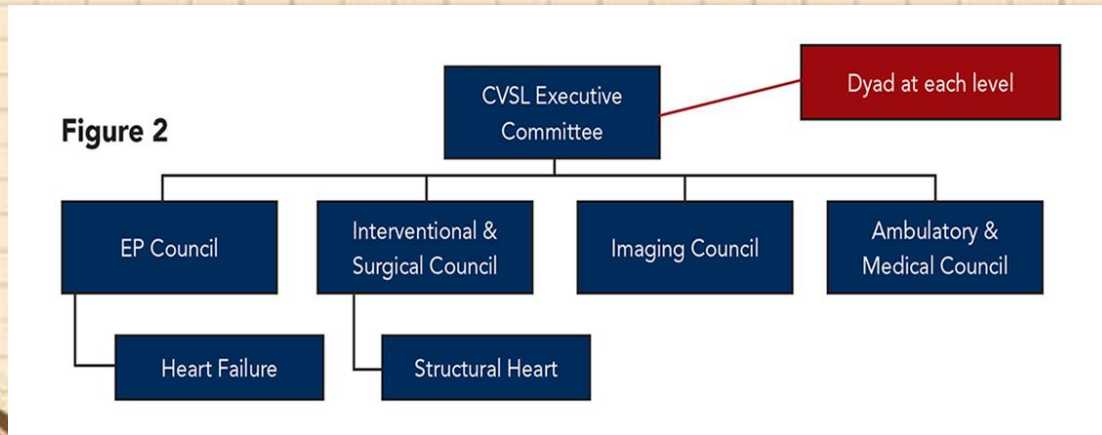 CVSL Executive
Committee
Dyad at each level
Figure 2
EP Council
Interventional &
Surgical Council
Imaging Council
Ambulatory &
Medical Council
Heart Failure
Structural Heart